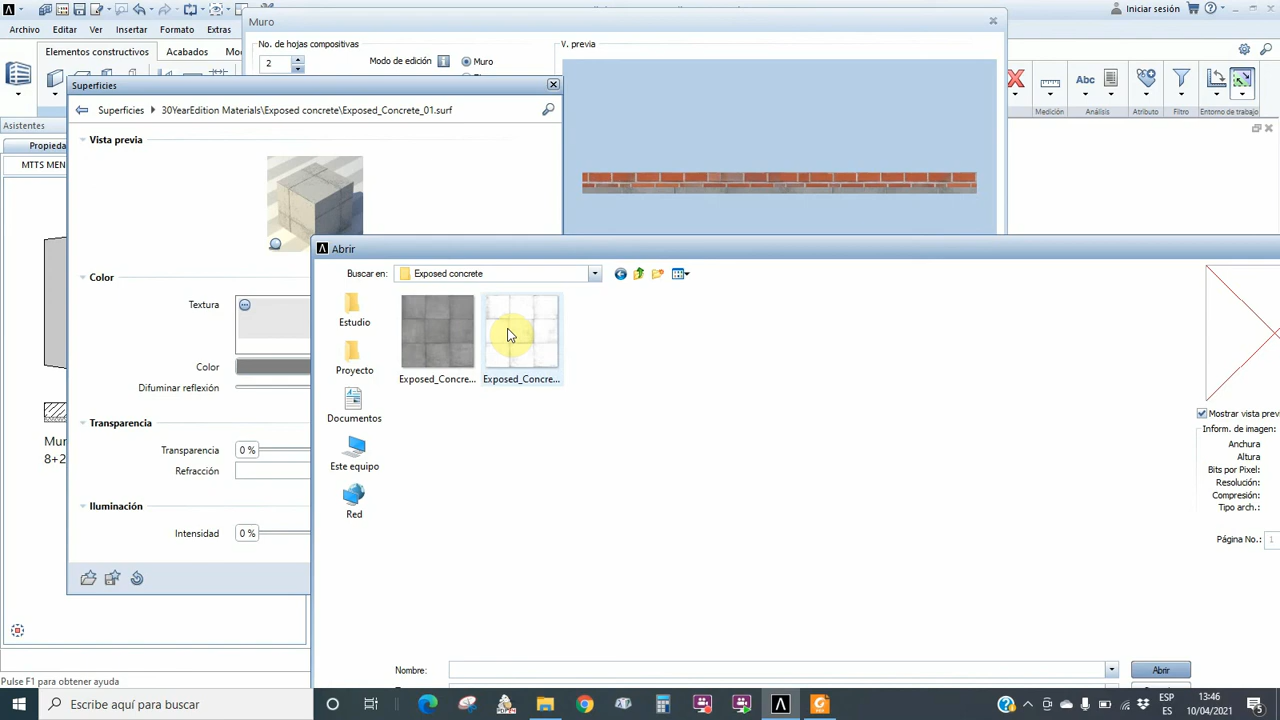 Iniciar sesión
Archivo Editar Ver Insertar Formato Extras
Muro
Elementos constructivos Acabados
No. de hojas compositivas
2
Modo de edición
Muro
V. previa
Superficies
Superficies 30YearEdition Materials\Exposed concrete\Exposed_Concrete_01.surf
Abc
Medición Análisis Atributo Filtro Entorno de trabajo
Asistentes
Propieda
MTTS MEN
Vista previa
Color
Textura
Color
Difuminar reflexión
Transparencia
Transparencia 0 %
Refracción
Iluminación
Intensidad 0 %
Mur
8+2
Abrir
Buscar en: Exposed concrete
Estudio
Proyecto
Documentos
Este equipo
Red
Exposed_Concre... Exposed_Concre...
Mostrar vista prev
Inform. de imagen:
Anchura
Altura
Bits por Pixel:
Resolución:
Compresión:
Tipo arch.:
Página No.: 1
Nombre:
Abrir
Pulse F1 para obtener ayuda
Escribe aquí para buscar
ESP
ES
13:46
10/04/2021
5